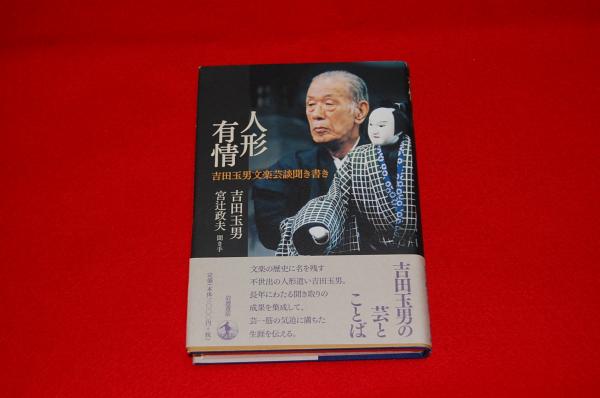 人形
有情
吉田玉男文楽芸談聞き書き
吉田玉男
宮辻政夫 聞き手
吉田玉男の
芸と
ことば
文楽の歴史に名を残す
不世出の人形遣い吉田玉男。
長年にわたる聞き取りの
成果を集成して、
芸一筋の気迫に満ちた
生涯を伝える。
岩波書店